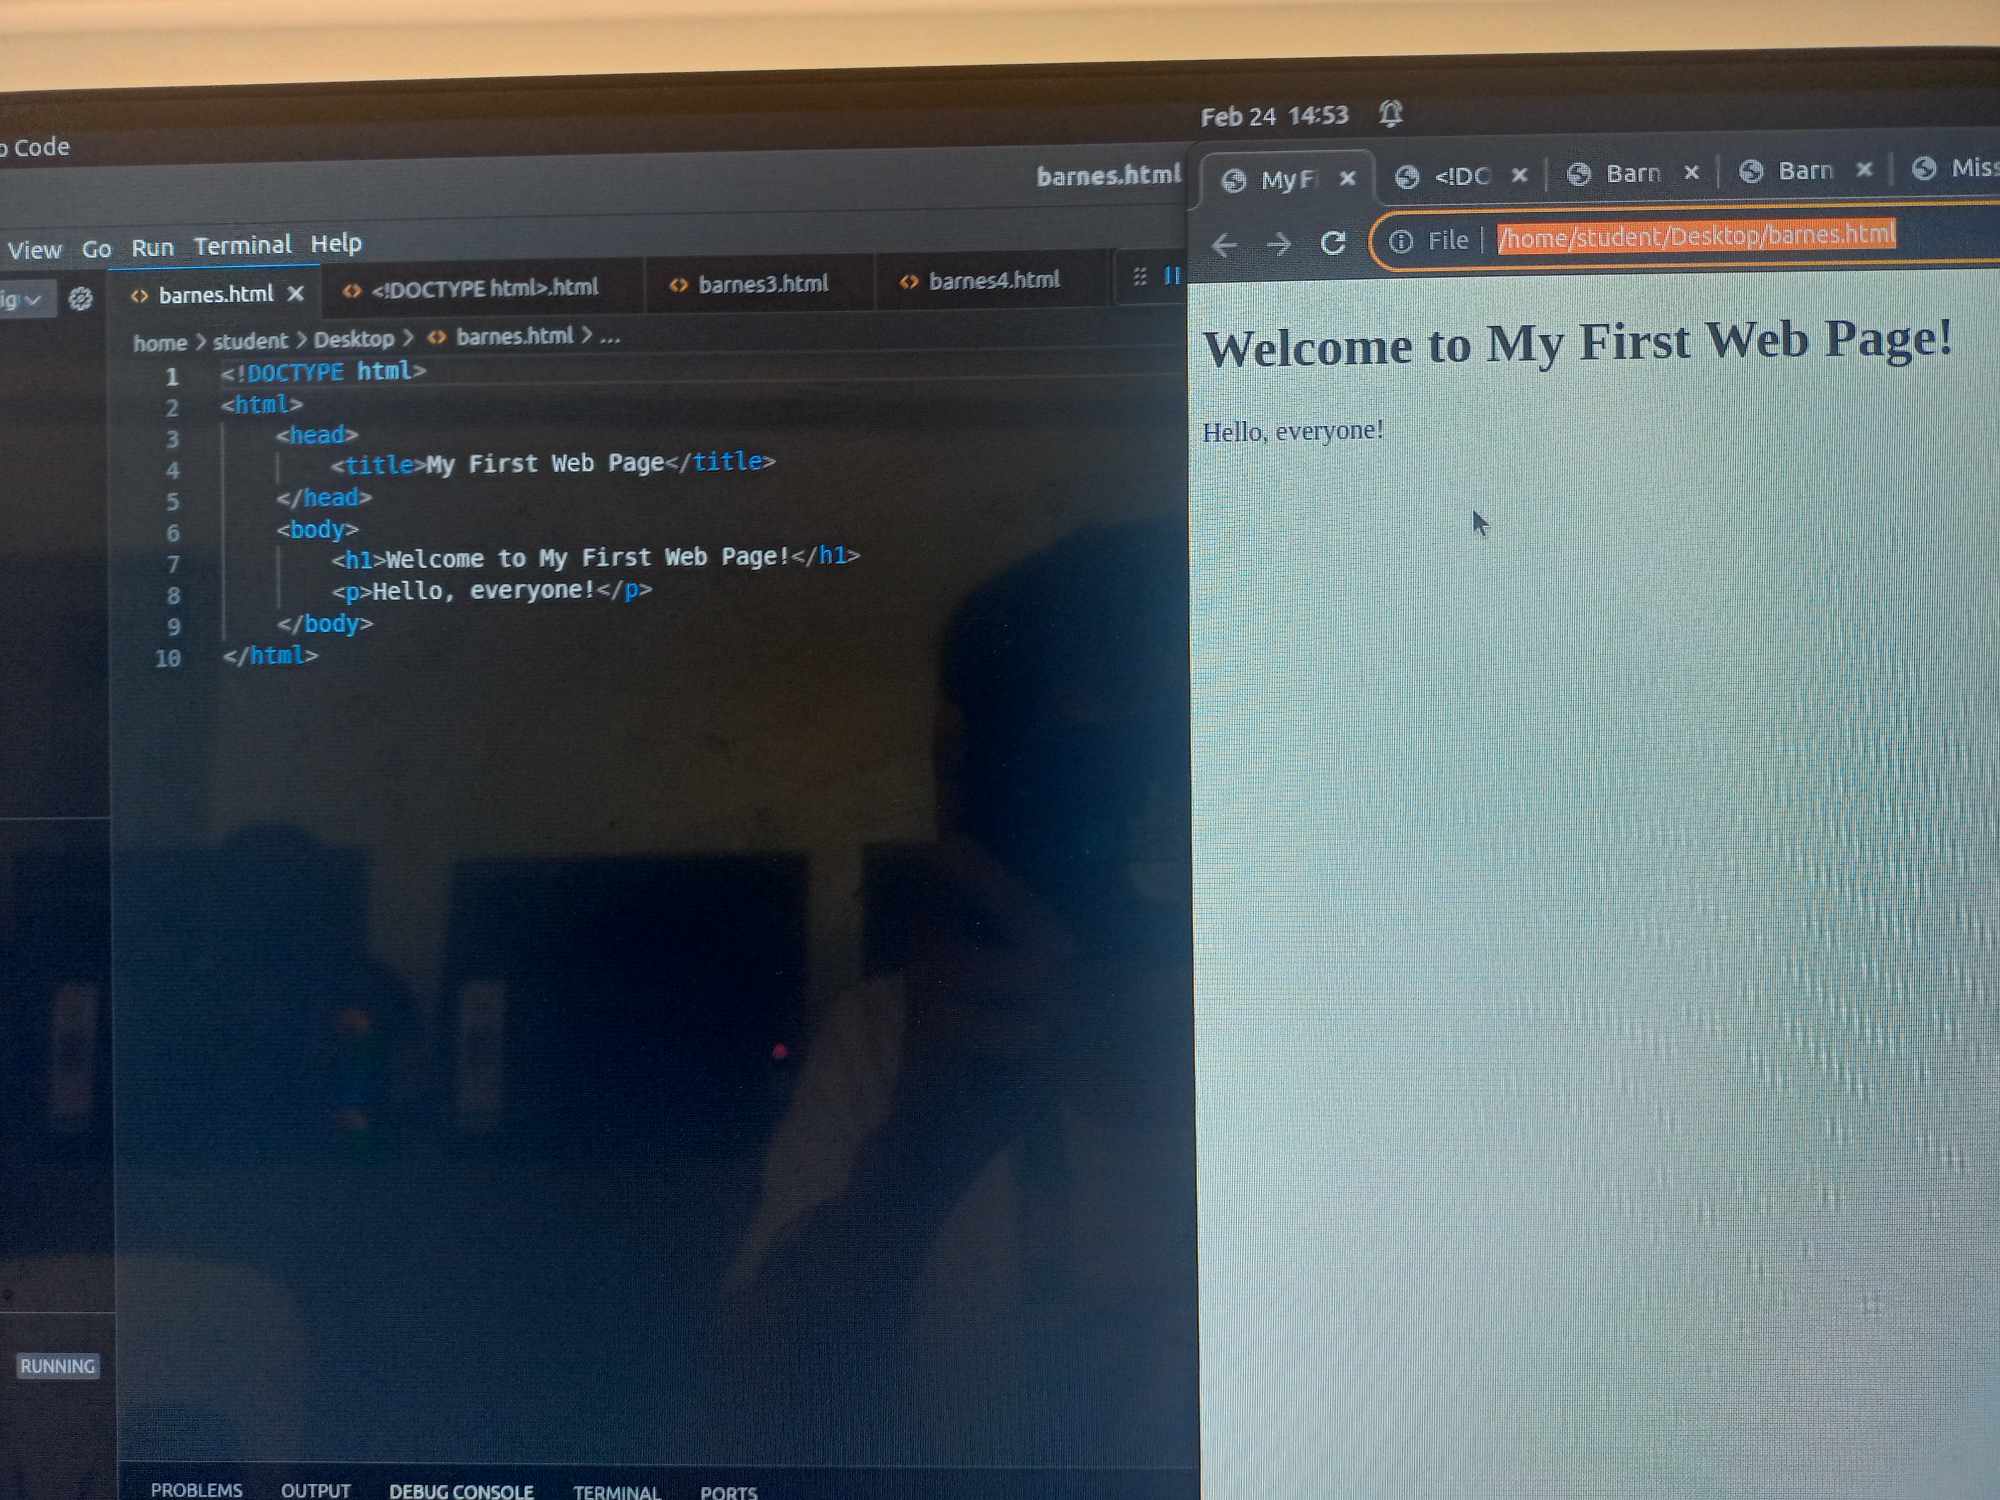 Feb 24 14:53
Code
barnes.html
View Go Run Terminal Help
barnes.html
<!DOCTYPE html>.html
barnes3.html
barnes4.html
home > student > Desktop > barnes.html > ...
1 <!DOCTYPE html>
2 <html>
3 <head>
4 <title>My First Web Page</title>
5 </head>
6 <body>
7 <h1>Welcome to My First Web Page!</h1>
8 <p>Hello, everyone!</p>
9 </body>
10 </html>
RUNNING
PROBLEMS OUTPUT DEBUG CONSOLE TERMINAL PORTS
My F
<!DC
Barn
Barn
Miss
File | /home/student/Desktop/barnes.html
Welcome to My First Web Page!
Hello, everyone!